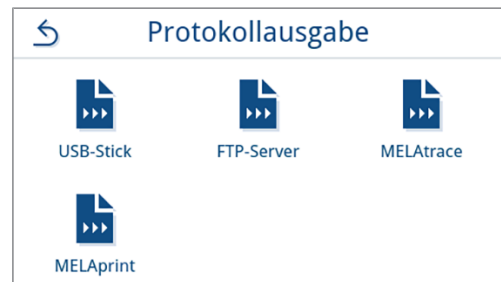 Protokollausgabe
USB-Stick
FTP-Server
MELAtrace
MELAprint